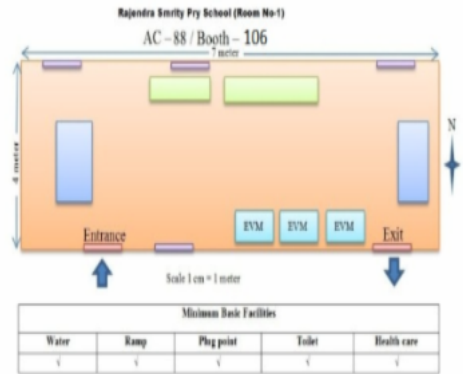 Rajendra Smrity Pry School (Room No-1)
AC – 88 / Booth – 106
7 meter
4 meter
N
EVM EVM EVM
Entrance
Exit
Scale 1 cm = 1 meter
Minimum Basic Facilities
Water Ramp Plug point Toilet Health care
√ √ √ √ √